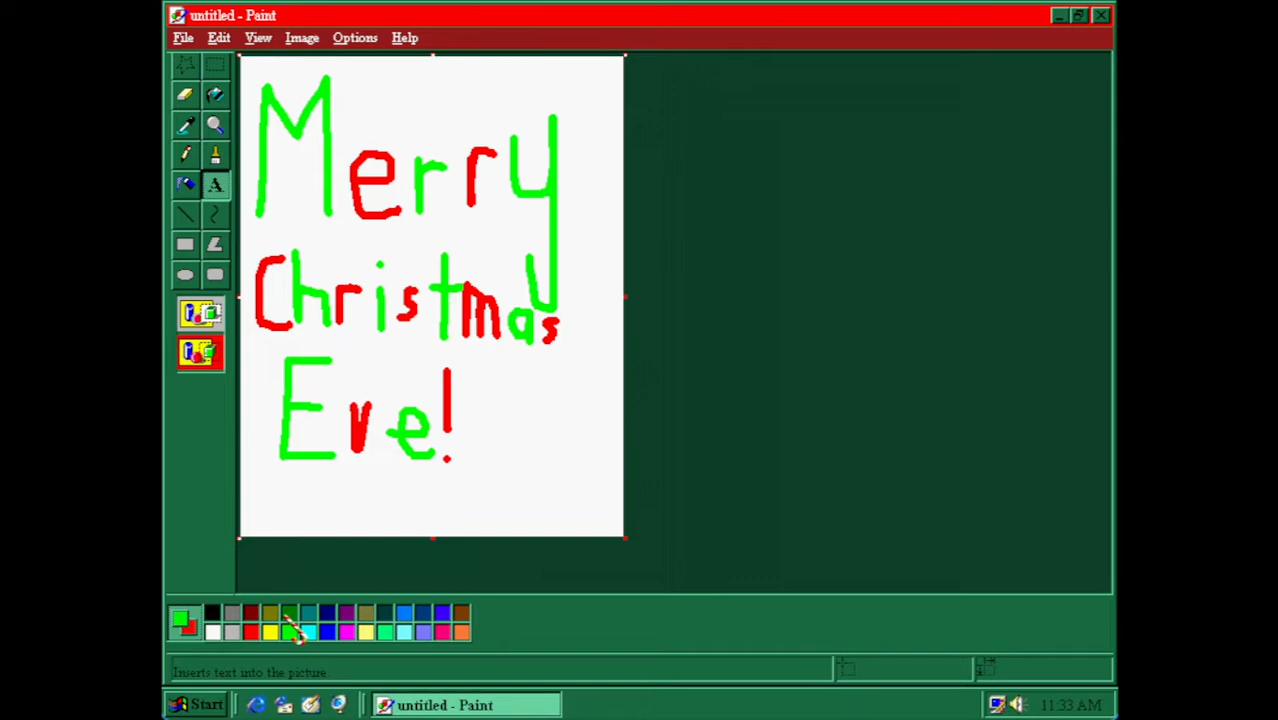 untitled - Paint
File Edit View Image Options Help
Merry
Christmas
Eve!
Inserts text into the picture.
Start untitled - Paint 11:33 AM